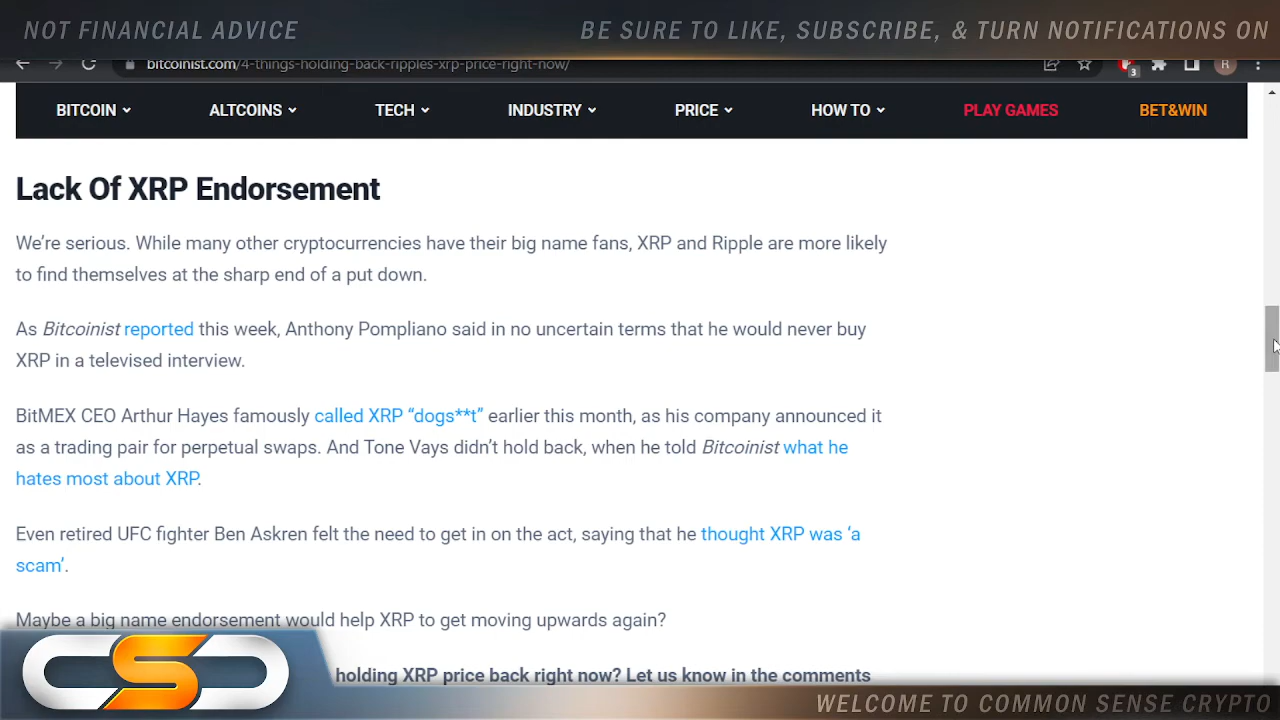 NOT FINANCIAL ADVICE
BE SURE TO LIKE, SUBSCRIBE, & TURN NOTIFICATIONS ON
bitcoinist.com/4-things-holding-back-ripples-xrp-price-right-now/
3
R
BITCOIN ALTCOINS TECH INDUSTRY PRICE HOW TO PLAY GAMES BET&WIN
Lack Of XRP Endorsement
We're serious. While many other cryptocurrencies have their big name fans, XRP and Ripple are more likely
to find themselves at the sharp end of a put down.
As Bitcoinist reported this week, Anthony Pompliano said in no uncertain terms that he would never buy
XRP in a televised interview.
BitMEX CEO Arthur Hayes famously called XRP “dogs**t” earlier this month, as his company announced it
as a trading pair for perpetual swaps. And Tone Vays didn't hold back, when he told Bitcoinist what he
hates most about XRP.
Even retired UFC fighter Ben Askren felt the need to get in on the act, saying that he thought XRP was ‘a
scam’.
Maybe a big name endorsement would help XRP to get moving upwards again?
holding XRP price back right now? Let us know in the comments
CSC
WELCOME TO COMMON SENSE CRYPTO